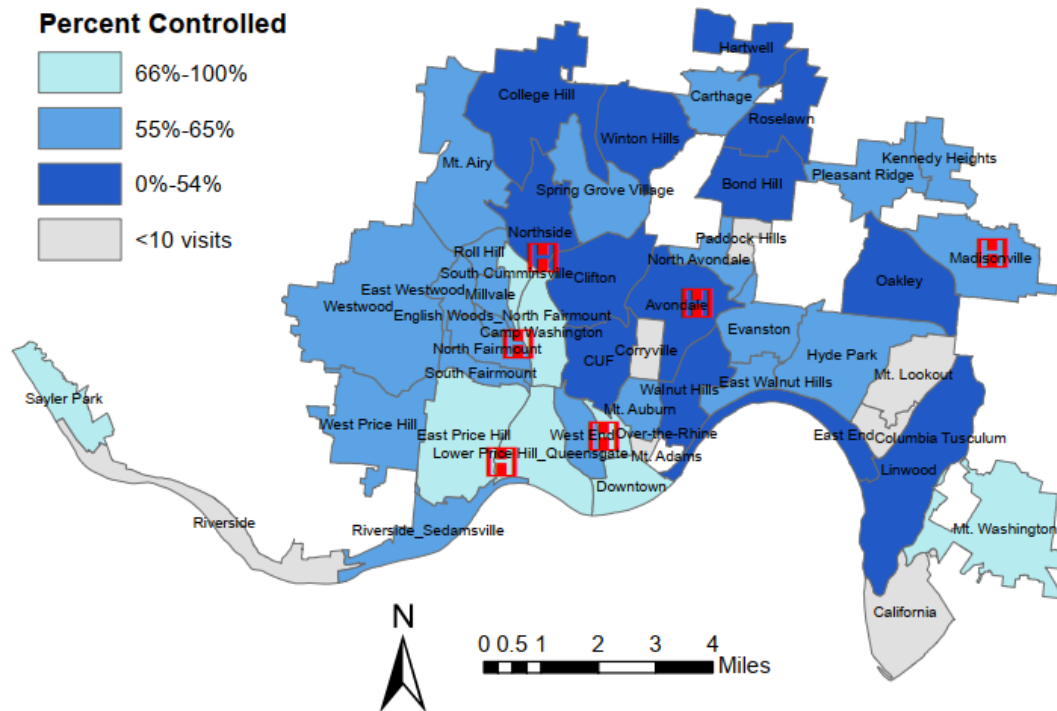 Percent Controlled
66%-100%
55%-65%
0%-54%
<10 visits
Hartwell
College Hill
Carthage
Winton Hills
Roselawn
Mt. Airy
Kennedy Heights
Pleasant Ridge
Spring Grove Village
Bond Hill
Northside
Paddock Hills
Roll Hill
North Avondale
Madisonville
South Cumminsville
Clifton
Oakley
East Westwood
Millvale
Westwood
Avondale
English Woods_North Fairmount
Camp Washington
Evanston
North Fairmount
Corryville
Hyde Park
CUF
Mt. Lookout
South Fairmount
East Walnut Hills
Walnut Hills
Sayler Park
Mt. Auburn
West Price Hill
East Price Hill
West End
Over-the-Rhine
East End
Columbia Tusculum
Lower Price Hill_Queensgate
Mt. Adams
Linwood
Downtown
Riverside
Riverside_Sedamsville
Mt. Washington
California
H
H
H
H
H
H
N
0 0.5 1 2 3 4
Miles